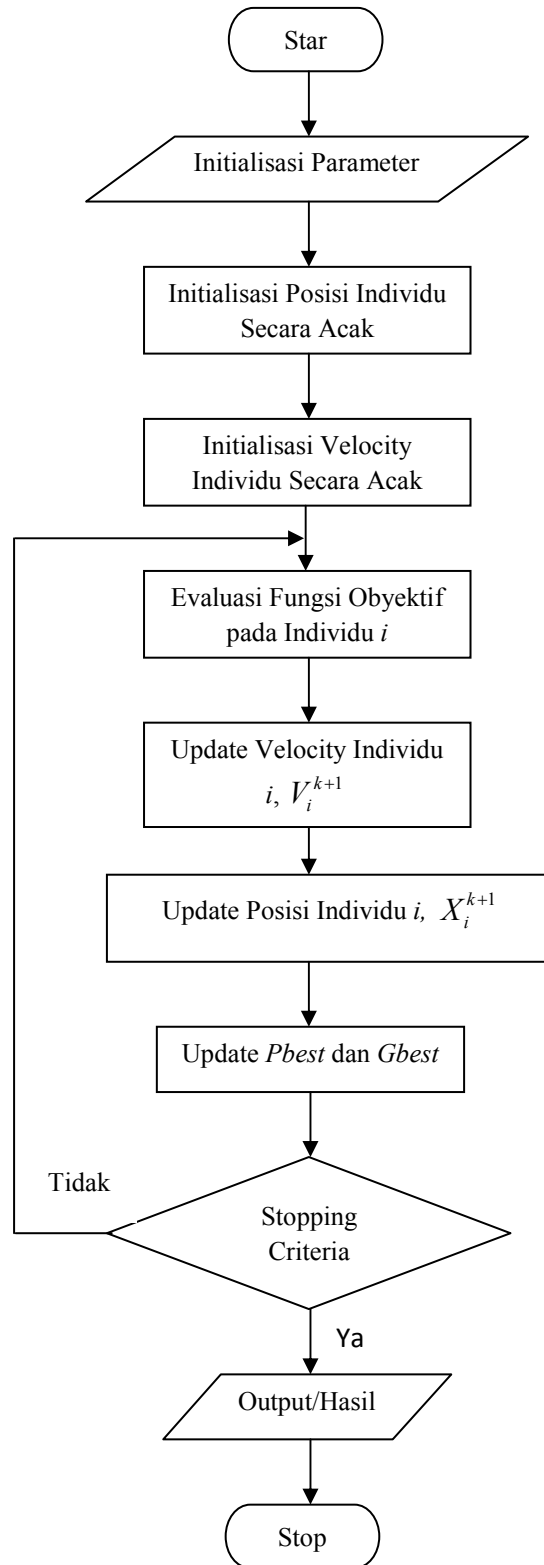 Star
Initialisasi Parameter
Initialisasi Posisi Individu
Secara Acak
Initialisasi Velocity
Individu Secara Acak
Evaluasi Fungsi Obyektif
pada Individu i
Update Velocity Individu
i, V_i^{k+1}
Update Posisi Individu i, X_i^{k+1}
Update Pbest dan Gbest
Tidak
Stopping
Criteria
Ya
Output/Hasil
Stop